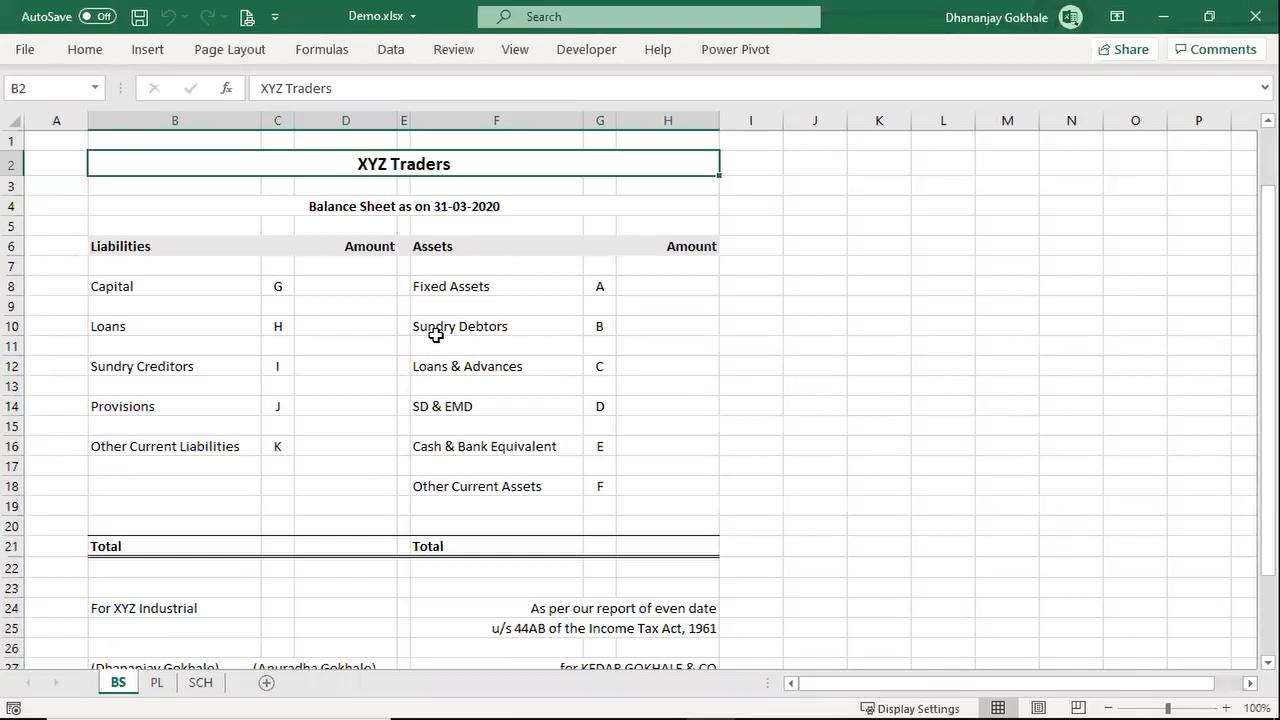 AutoSave Off Demo.xlsx Search Dhananjay Gokhale
File Home Insert Page Layout Formulas Data Review View Developer Help Power Pivot Share Comments
B2 fx XYZ Traders
A B C D E F G H I J K L M N O P
1
2 XYZ Traders
3
4 Balance Sheet as on 31-03-2020
5
6 Liabilities Amount Assets Amount
7
8 Capital G Fixed Assets A
9
10 Loans H Sundry Debtors B
11
12 Sundry Creditors I Loans & Advances C
13
14 Provisions J SD & EMD D
15
16 Other Current Liabilities K Cash & Bank Equivalent E
17
18 Other Current Assets F
19
20
21 Total Total
22
23
24 For XYZ Industrial As per our report of even date
25 u/s 44AB of the Income Tax Act, 1961
26
27 (Dhananjay Gokhale) (Anuradha Gokhale) for KEDAR GOKHALE & CO
BS PL SCH
Display Settings 100%